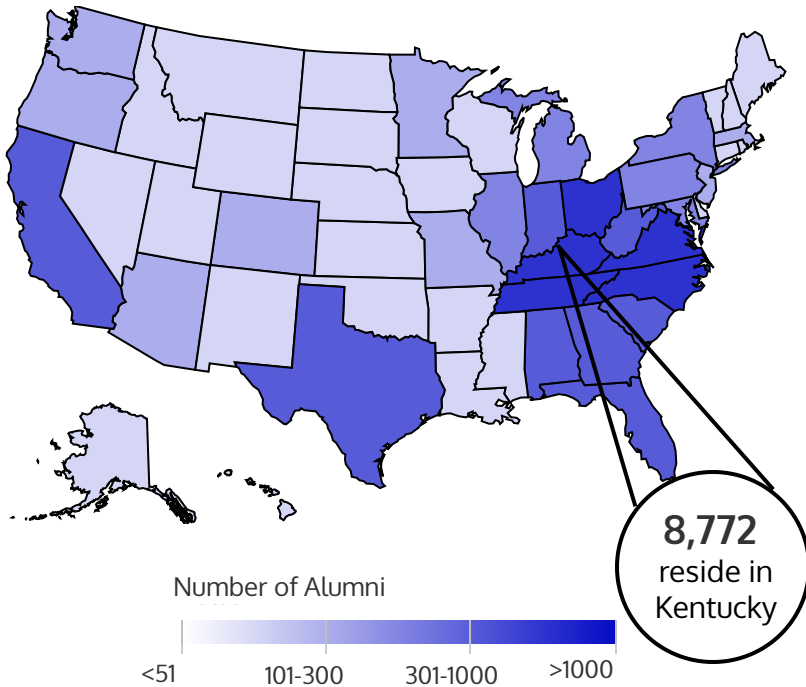 8,772
reside in
Kentucky
Number of Alumni
<51
101-300
301-1000
>1000